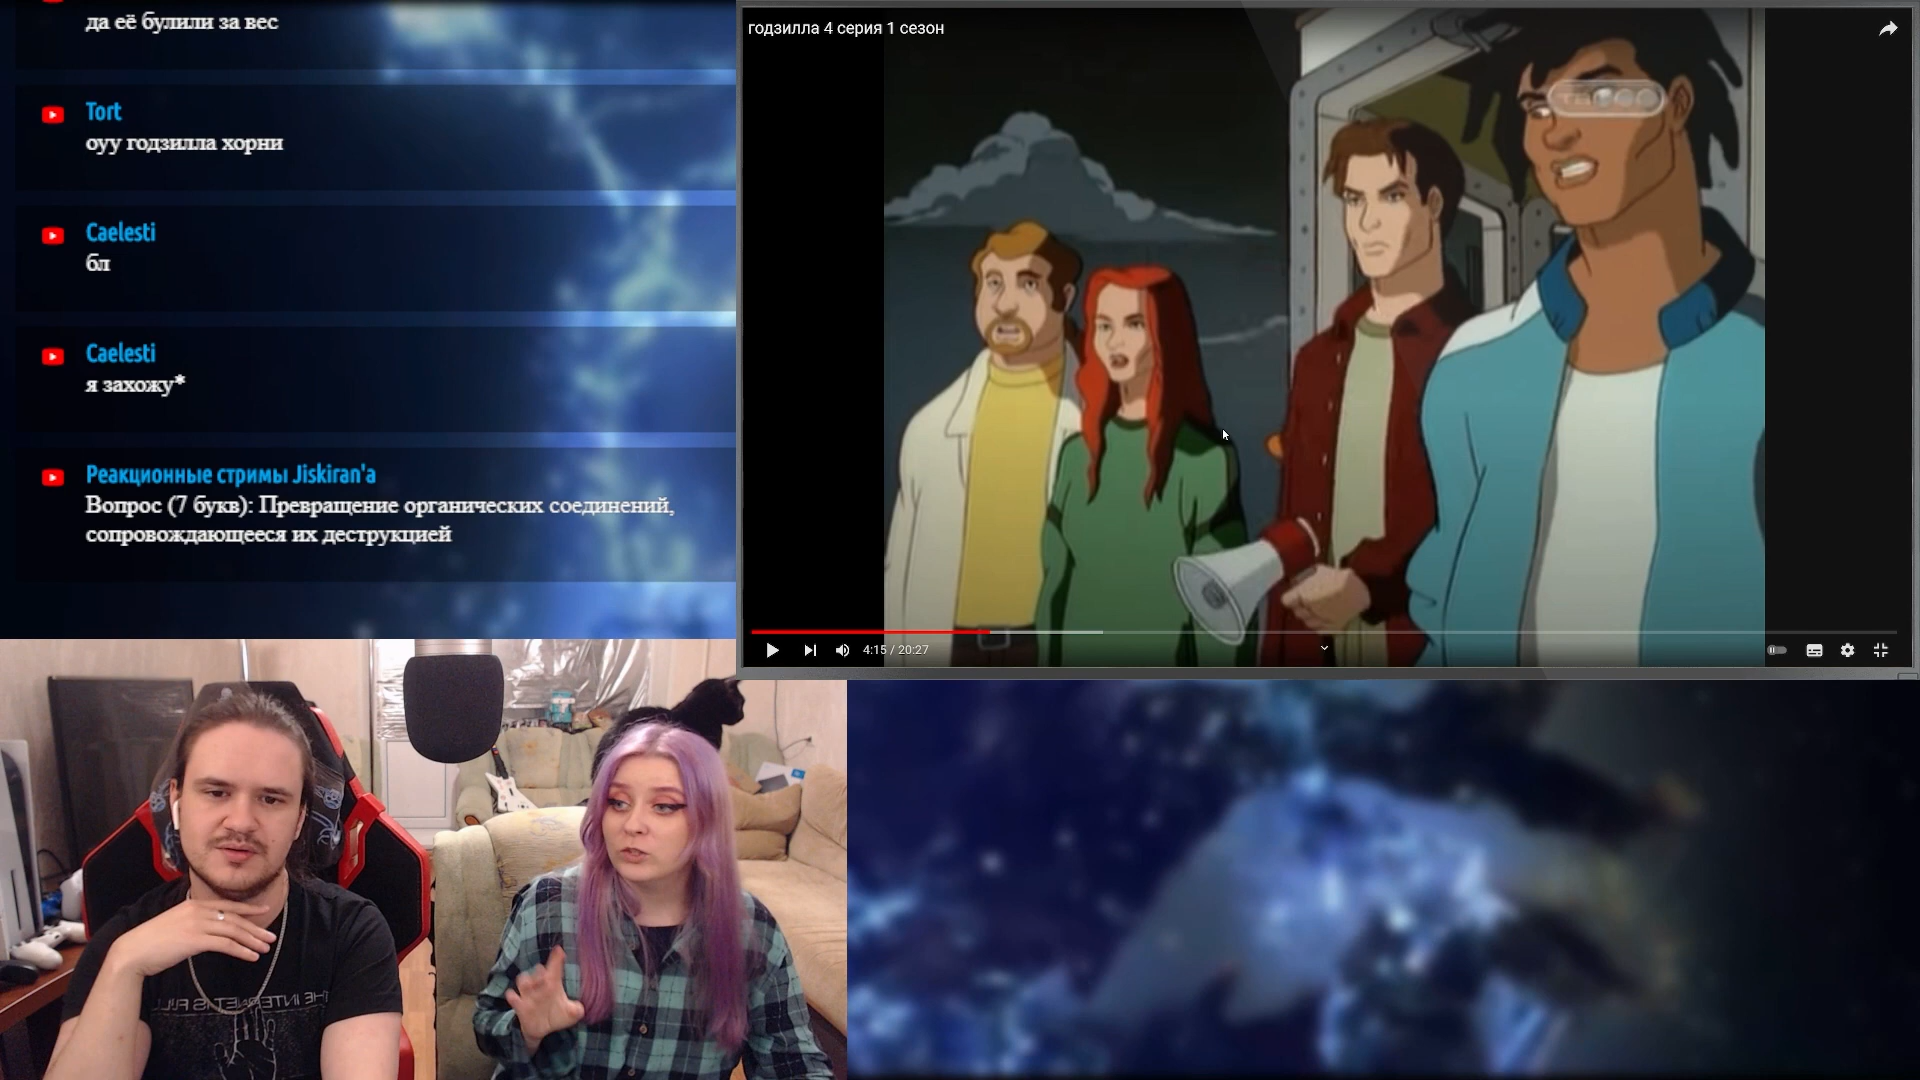 да её булили за вес
Tort
оуу годзилла хорни
Caelesti
бл
Caelesti
я захожу*
Реакционные стримы Jiskiran'a
Вопрос (7 букв): Превращение органических соединений,
сопровождающееся их деструкцией
годзилла 4 серия 1 сезон
4:15 / 20:27